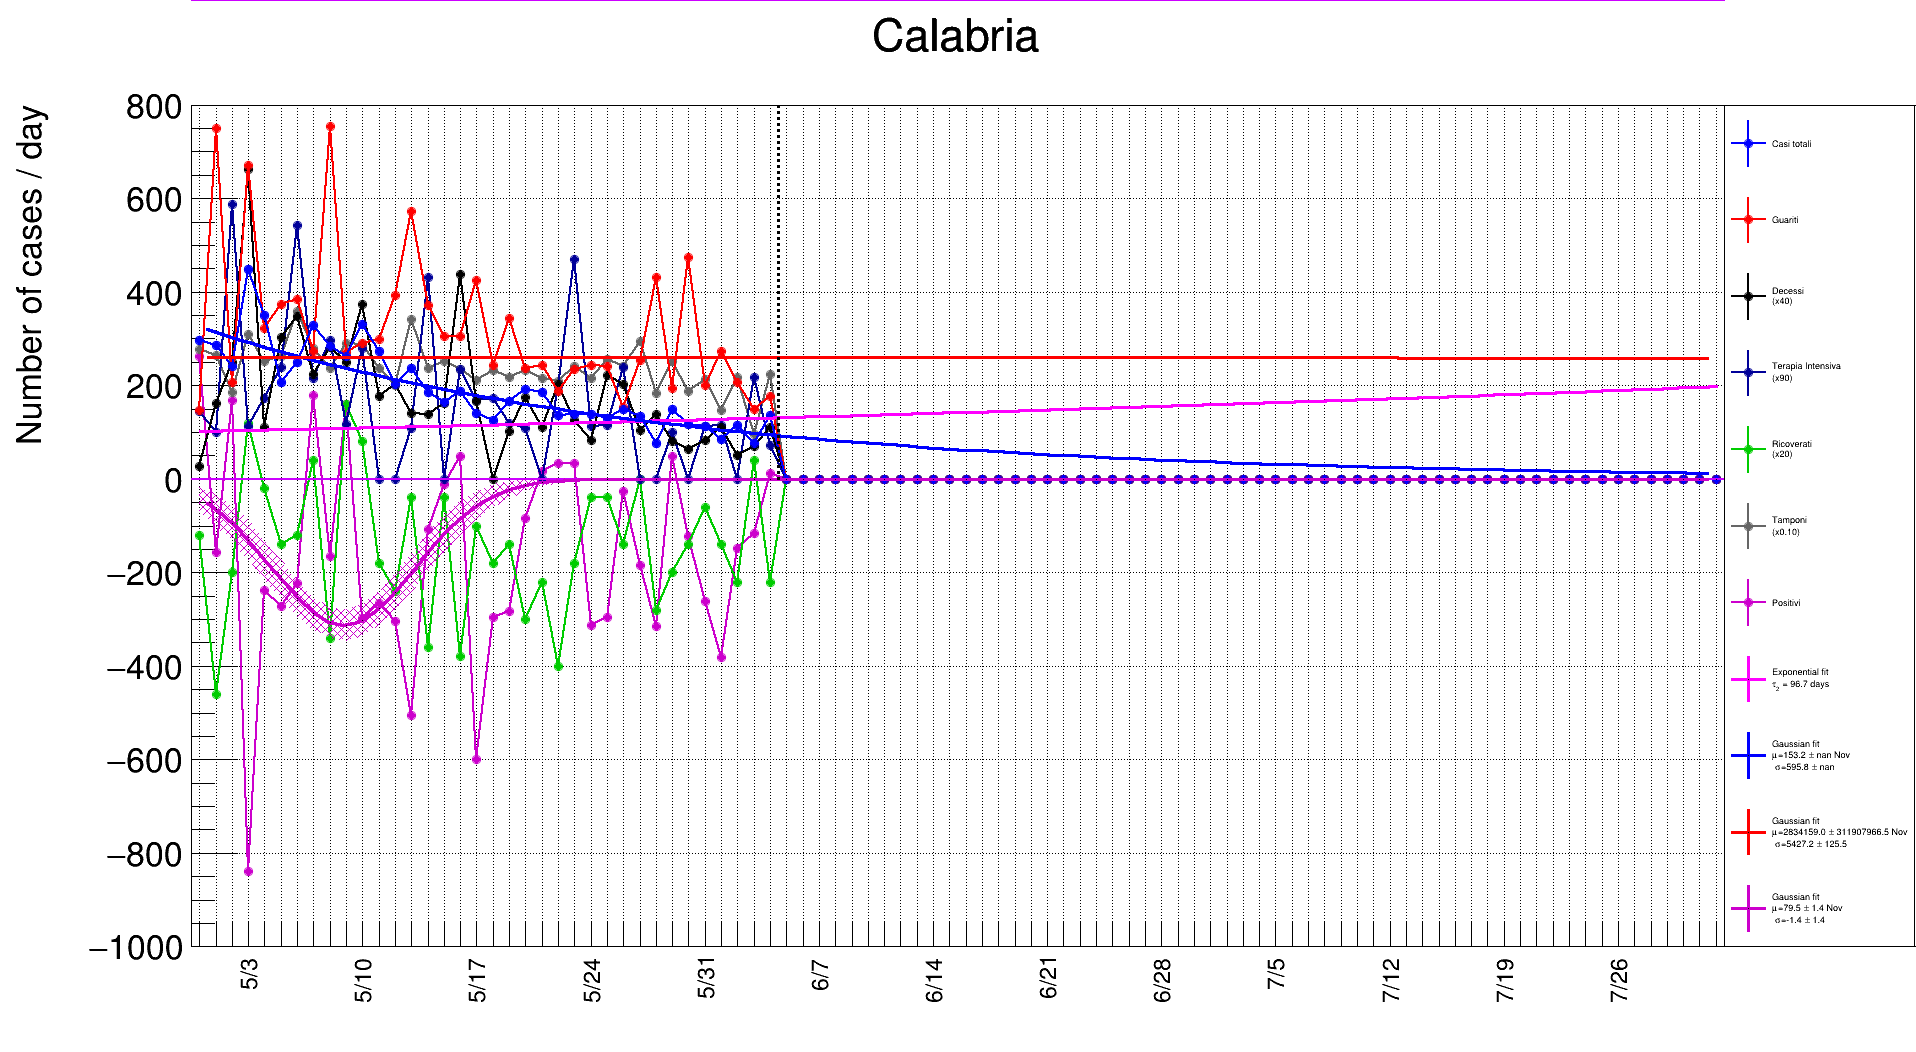 Calabria
Number of cases / day
800
600
400
200
0
−200
−400
−600
−800
−1000
5/3
5/10
5/17
5/24
5/31
6/7
6/14
6/21
6/28
7/5
7/12
7/19
7/26
Casi totali
Guariti
Decessi
(x40)
Terapia Intensiva
(x90)
Ricoverati
(x20)
Tamponi
(x0.10)
Positivi
Exponential fit
τ2 = 96.7 days
Gaussian fit
μ=153.2 ± nan Nov
σ=595.8 ± nan
Gaussian fit
μ=2834159.0 ± 311907966.5 Nov
σ=5427.2 ± 125.5
Gaussian fit
μ=79.5 ± 1.4 Nov
σ=-1.4 ± 1.4